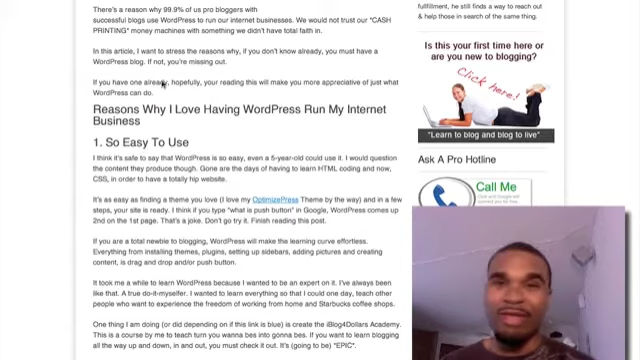 There's a reason why 99.9% of us pro bloggers with
successful blogs use WordPress to run our internet businesses. We would not trust our *CASH
PRINTING* money machines with something we didn't have total faith in.
In this article, I want to stress the reasons why, if you don't know already, you must have a
WordPress blog. If not, you're missing out.
If you have one already, hopefully, your reading this will make you more appreciative of just what
WordPress can do.
Reasons Why I Love Having WordPress Run My Internet
Business
1. So Easy To Use
I think it's safe to say that WordPress is so easy, even a 5-year-old could use it. I would question
the content they produce though. Gone are the days of having to learn HTML coding and now,
CSS, in order to have a totally hip website.
It's as easy as finding a theme you love (I love my OptimizePress Theme by the way) and in a few
steps, your site is ready. I think if you type "what is push button" in Google, WordPress comes up
2nd on the 1st page. That's a joke. Don't go try it. Finish reading this post.
If you are a total newbie to blogging, WordPress will make the learning curve effortless.
Everything from installing themes, plugins, setting up sidebars, adding pictures and creating
content, is drag and drop and/or push button.
It took me a while to learn WordPress because I wanted to be an expert on it. I've always been
like that. A true do-it-myselfer. I wanted to learn everything so that I could one day, teach other
people who want to experience the freedom of working from home and Starbucks coffee shops.
One thing I am doing (or did depending on if this link is blue) is create the iBlog4Dollars Academy.
This is a course by me to teach turn you wanna bes into gonna bes. If you want to learn blogging
all the way up and down, in and out, you must check it out. It's (going to be) *EPIC*.
fulfillment, he still finds a way to reach out
& help those in search of the same thing.
Is this your first time here or
are you new to blogging?
Click here!
"Learn to blog and blog to live"
Ask A Pro Hotline
Call Me